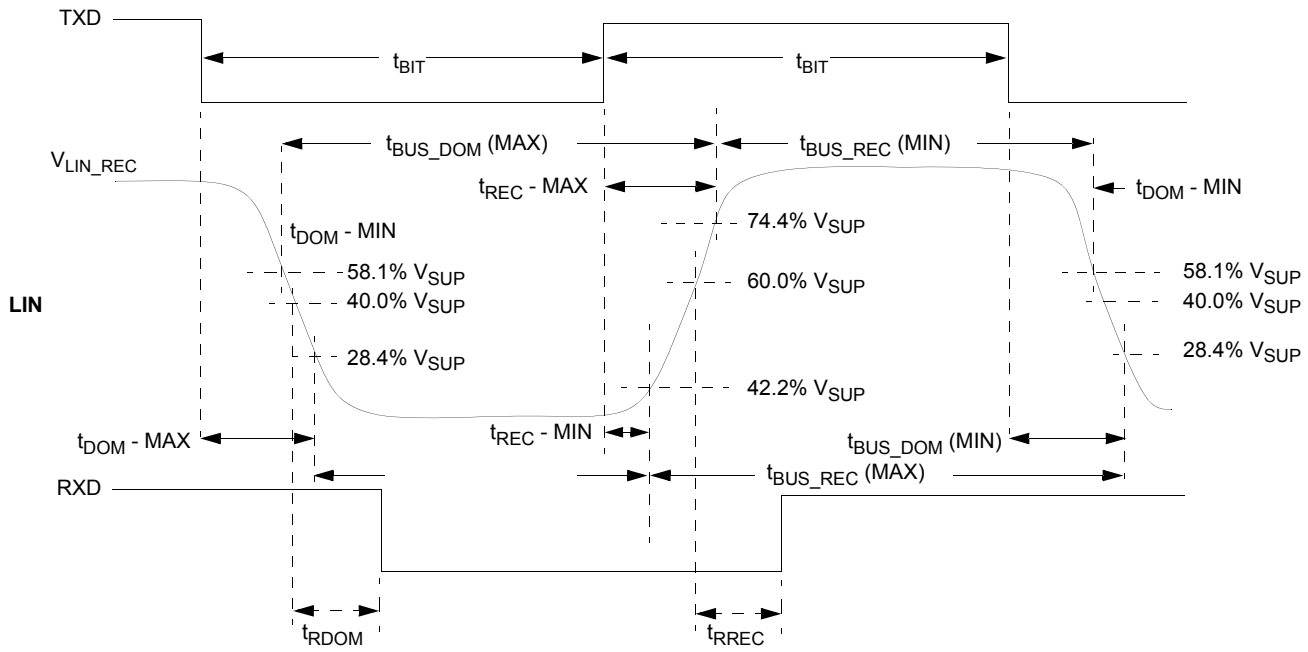 TXD
tBIT
tBIT
tBUS_DOM (MAX)
tBUS_REC (MIN)
VLIN_REC
tREC - MAX
tDOM - MIN
74.4% VSUP
tDOM - MIN
58.1% VSUP
60.0% VSUP
58.1% VSUP
LIN
40.0% VSUP
40.0% VSUP
28.4% VSUP
28.4% VSUP
42.2% VSUP
tDOM - MAX
tREC - MIN
tBUS_DOM (MIN)
tBUS_REC (MAX)
RXD
tRDOM
tRREC